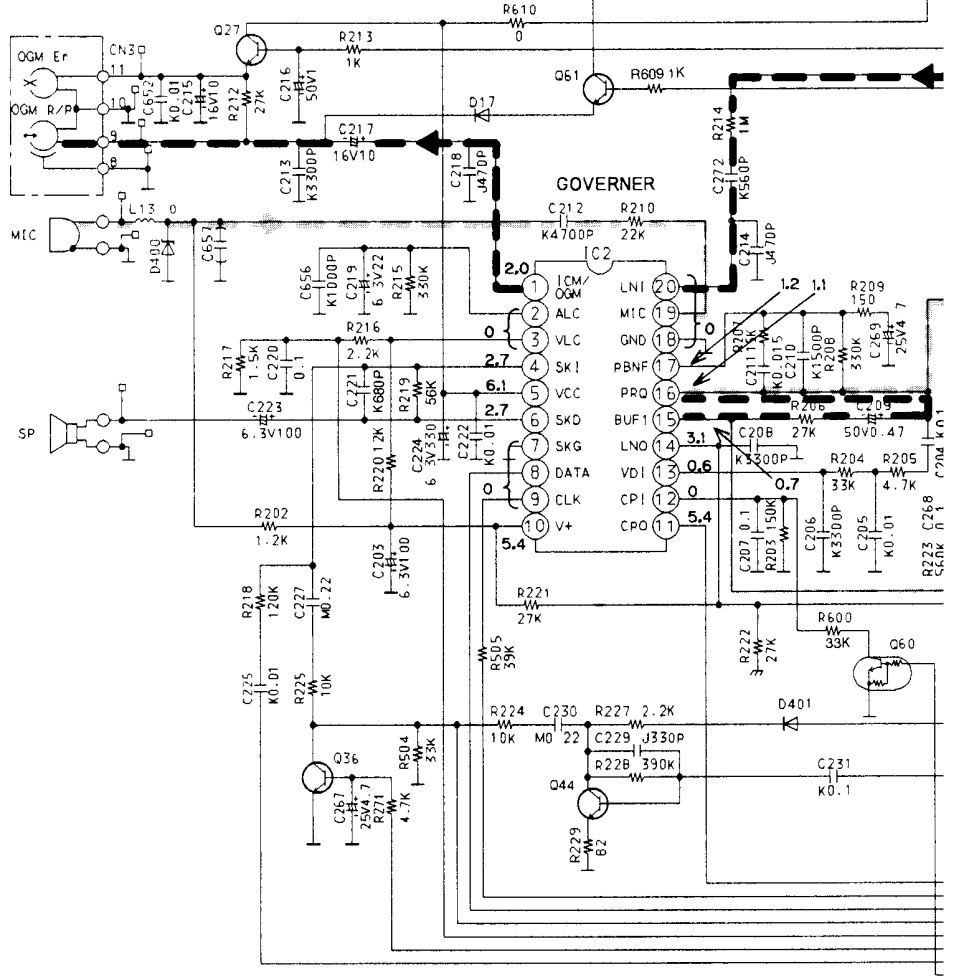 R610
0
Q27
R213
1K
OGM Er
CN3
11
C652
K0.01
C215
16V10
R212
27K
C216
50V1
Q61
R609 1K
OGM R/P
10
D17
R214
1M
9
C217
16V10
8
C213
K3300P
C218
J470P
C272
K560P
GOVERNER
L13 0
MIC
D400
C657
C212
K4700P
R210
22K
C214
J470P
IC2
2.0
C656
K1000P
C219
6.3V22
R215
330K
1 ICM/
OGM
LNI 20
1.2
1.1
R209
150
2 ALC
MIC 19
0
R216
2.2K
0
3 VLC
GND 18
R207
15K
C211
K0.015
C210
K1500P
R208
330K
C269
25V4.7
R217
1.5K
C220
0.1
2.7
4 SKI
PBNF 17
C221
K680P
R219
56K
6.1
5 VCC
PRO 16
C223
6.3V100
SP
2.7
6 SKO
BUF1 15
R206
27K
C209
50V0.47
R220
1.2K
C224
6.3V330
C222
K0.01
7 SKG
LNO 14
3.1
C208
K3300P
C204
K0.01
8 DATA
VDI 13
0.6
0.7
R204
33K
R205
4.7K
0
9 CLK
CPI 12
0
R202
1.2K
10 V+
CPO 11
5.4
5.4
C207
0.1
R203
150K
C206
K3300P
C205
K0.01
R223
560K
C268
0.1
C203
6.3V100
R218
120K
C227
M0.22
R221
27K
R600
33K
R505
39K
R222
27K
Q60
C225
K0.01
R225
10K
R224
10K
C230
M0.22
R227 2.2K
D401
R504
33K
C229 J330P
Q36
R228 390K
C231
K0.1
C267
25V4.7
R271
4.7K
Q44
R229
82